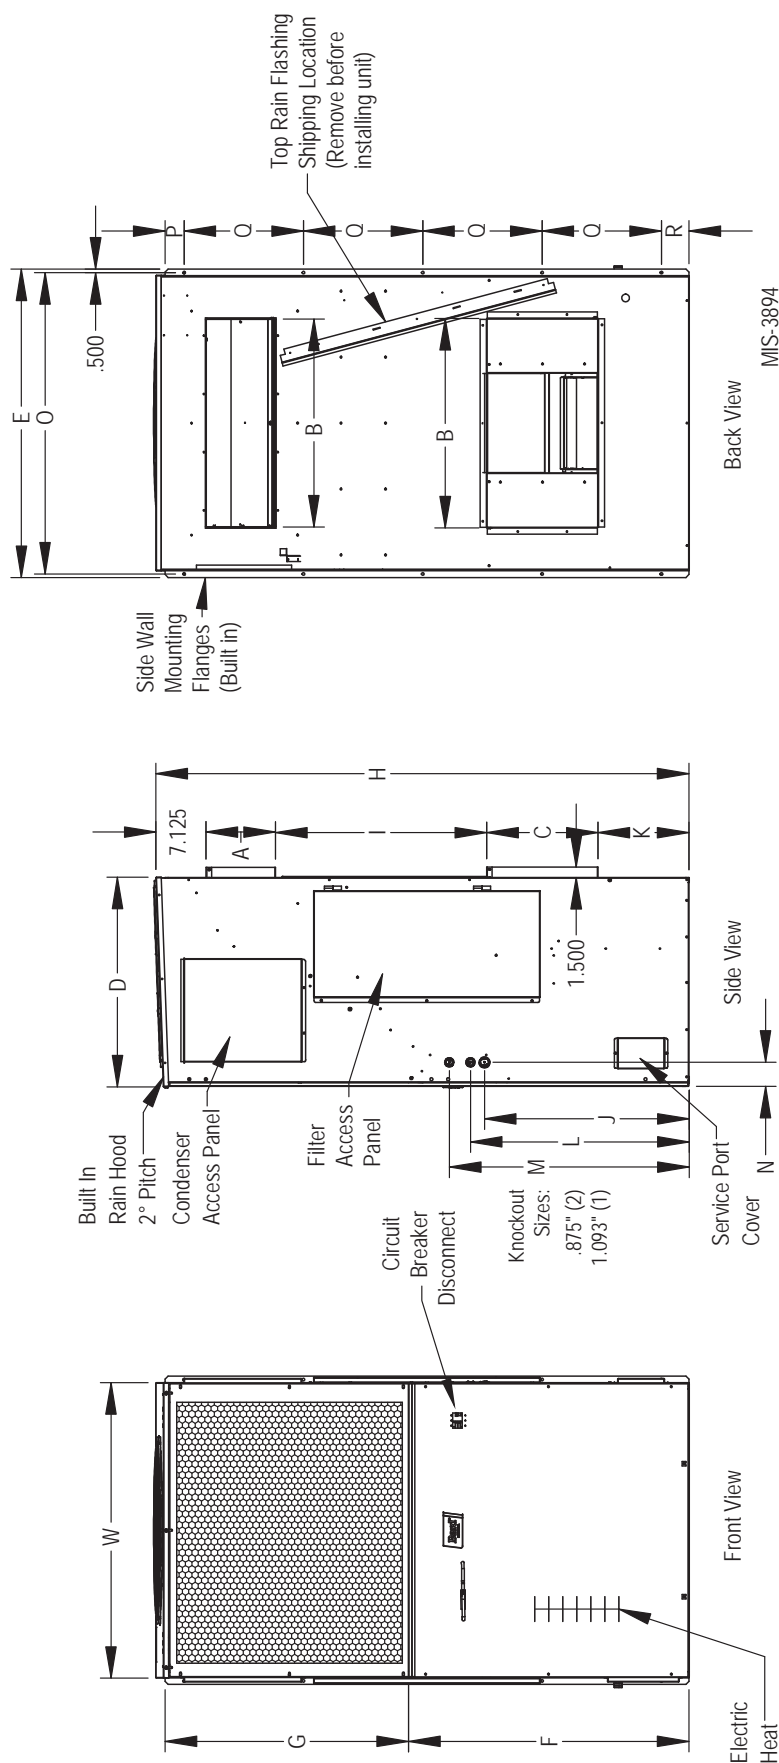 W
G
F
Electric
Heat
Bard
Circuit
Breaker
Disconnect
Front View
Built In
Rain Hood
2° Pitch
Condenser
Access Panel
Filter
Access
Panel
Knockout
Sizes:
.875" (2)
1.093" (1)
Service Port
Cover
D
7.125
A
I
C
K
H
1.500
M
L
J
N
Side View
Side Wall
Mounting
Flanges
(Built in)
E
O
.500
P
Q
Q
Q
Q
R
B
B
Top Rain Flashing
Shipping Location
(Remove before
installing unit)
Back View
MIS-3894